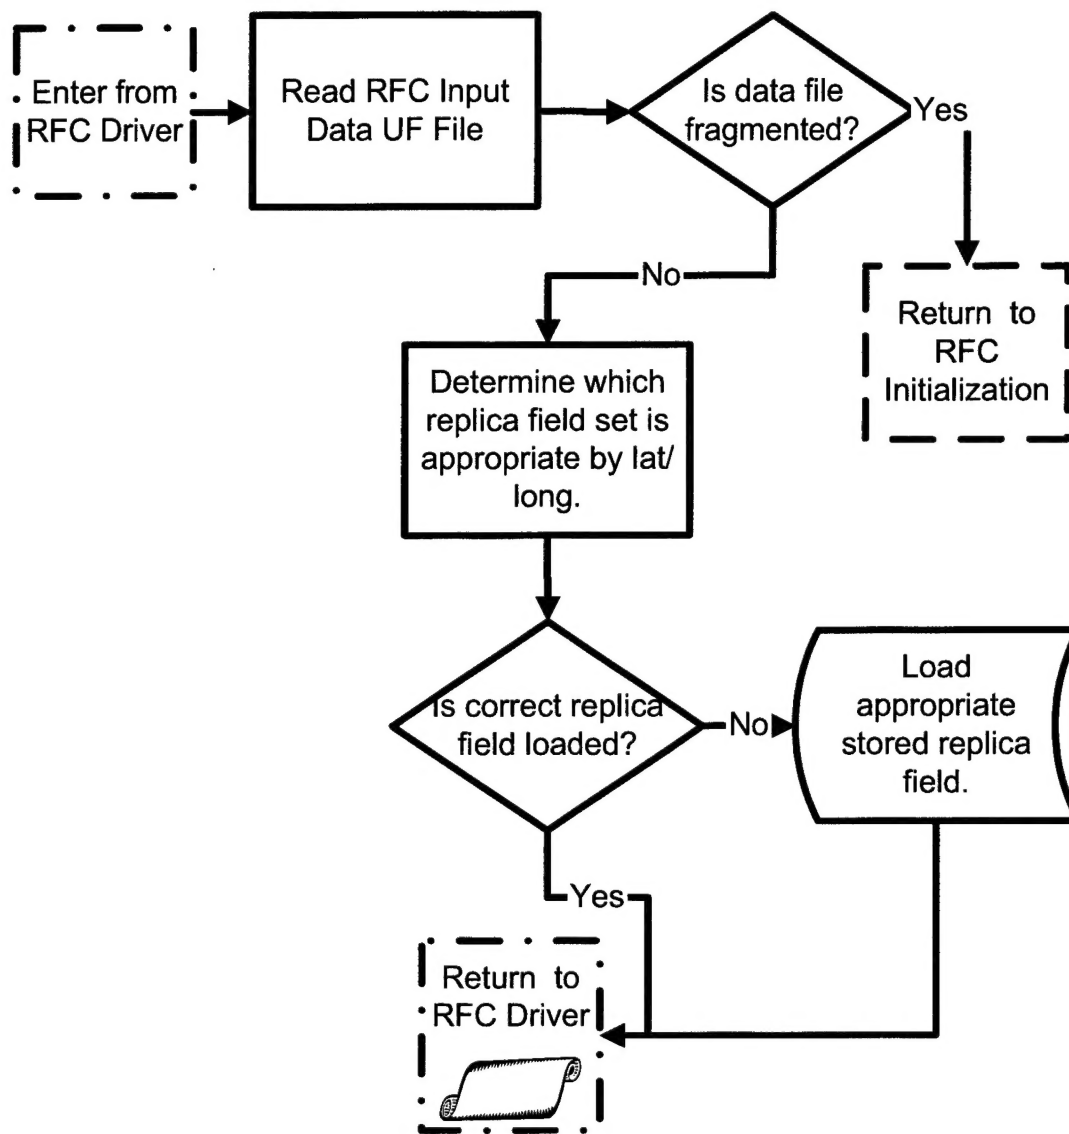 Enter from
RFC Driver
Read RFC Input
Data UF File
Is data file
fragmented?
Yes
No
Return to
RFC
Initialization
Determine which
replica field set is
appropriate by lat/
long.
Is correct replica
field loaded?
No
Load
appropriate
stored replica
field.
Yes
Return to
RFC Driver